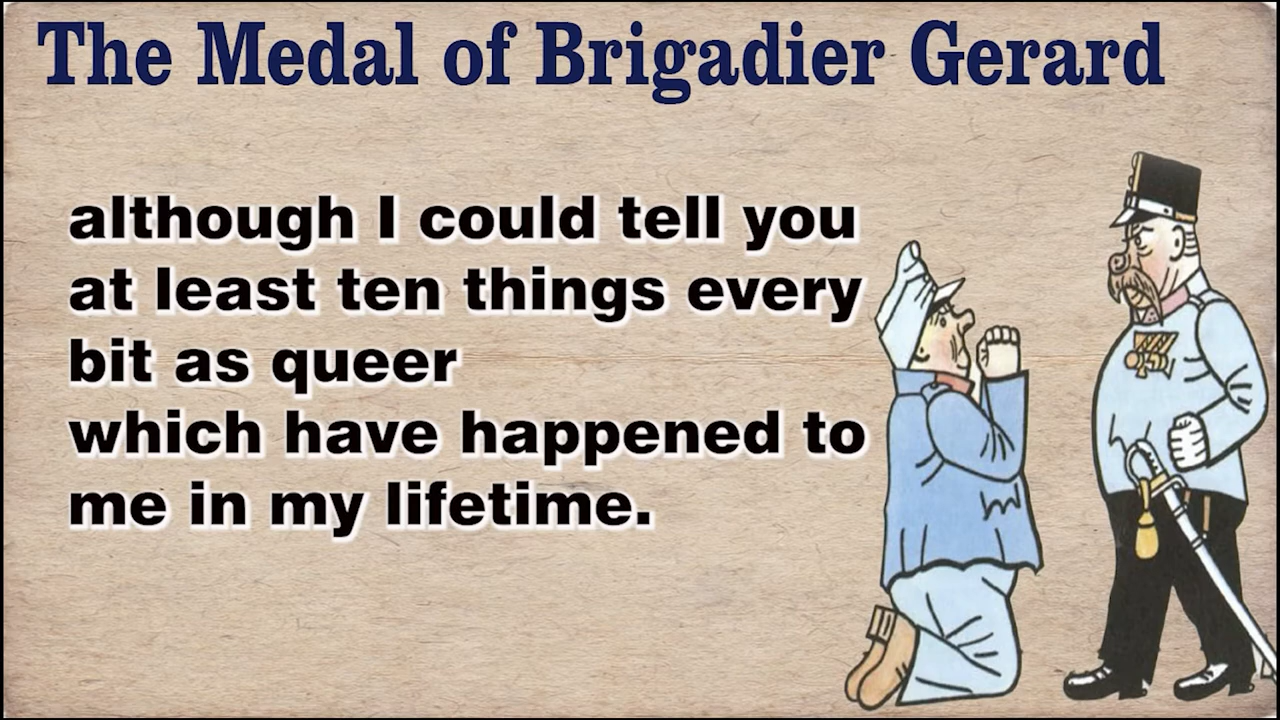 The Medal of Brigadier Gerard
although I could tell you
at least ten things every
bit as queer
which have happened to
me in my lifetime.